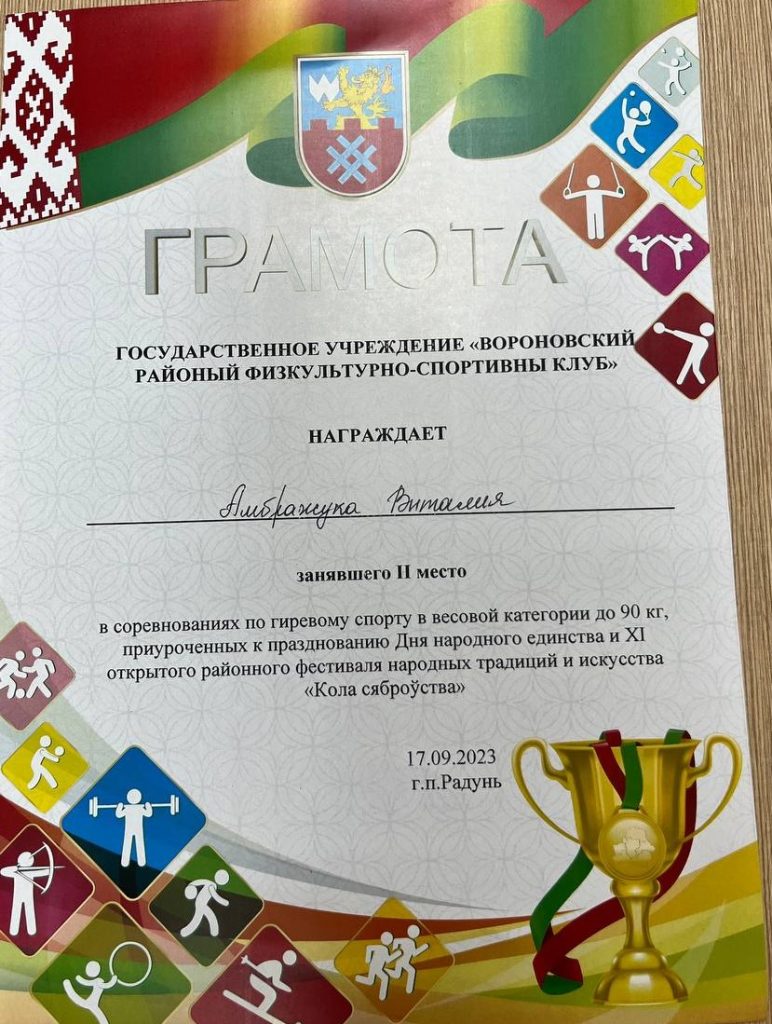 ГРАМОТА
ГОСУДАРСТВЕННОЕ УЧРЕЖДЕНИЕ «ВОРОНОВСКИЙ
РАЙОНЫЙ ФИЗКУЛЬТУРНО-СПОРТИВНЫ КЛУБ»
НАГРАЖДАЕТ
Амбражука Виталия
занявшего II место
в соревнованиях по гиревому спорту в весовой категории до 90 кг,
приуроченных к празднованию Дня народного единства и XI
открытого районного фестиваля народных традиций и искусства
«Кола сяброўства»
17.09.2023
г.п.Радунь